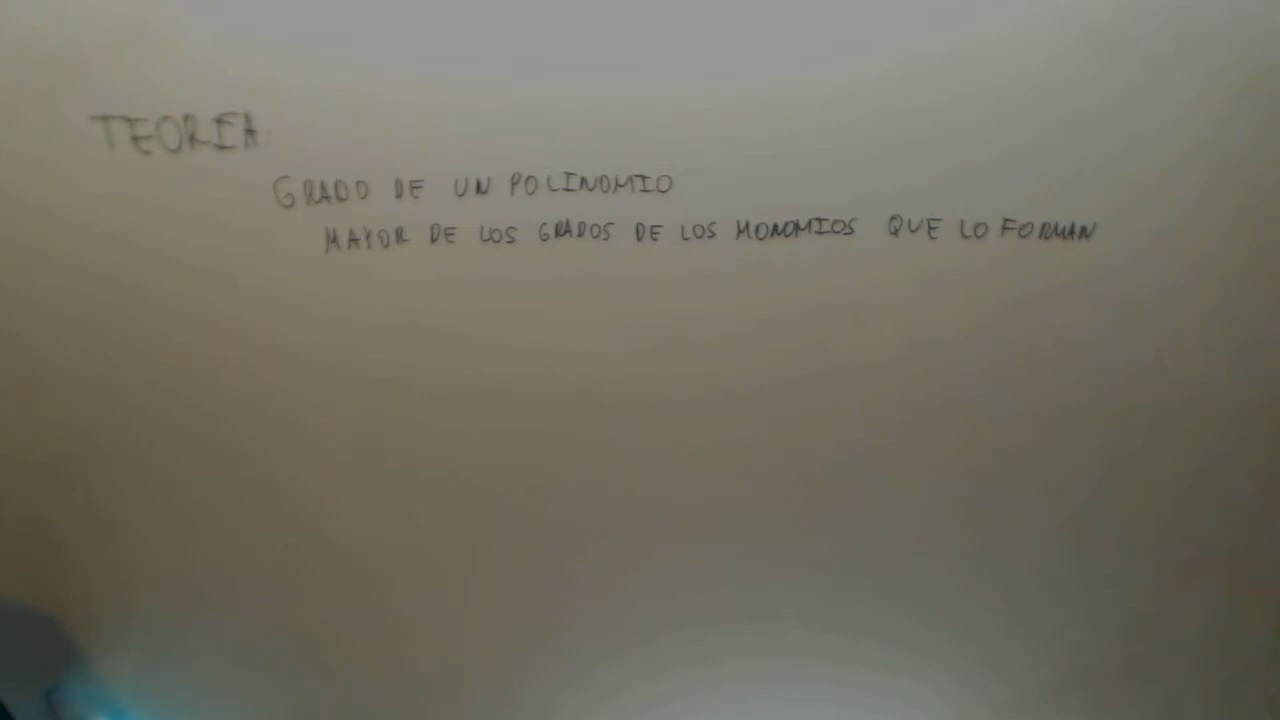 TEORIA
GRADO DE UN POLINOMIO
MAYOR DE LOS GRADOS DE LOS MONOMIOS QUE LO FORMAN